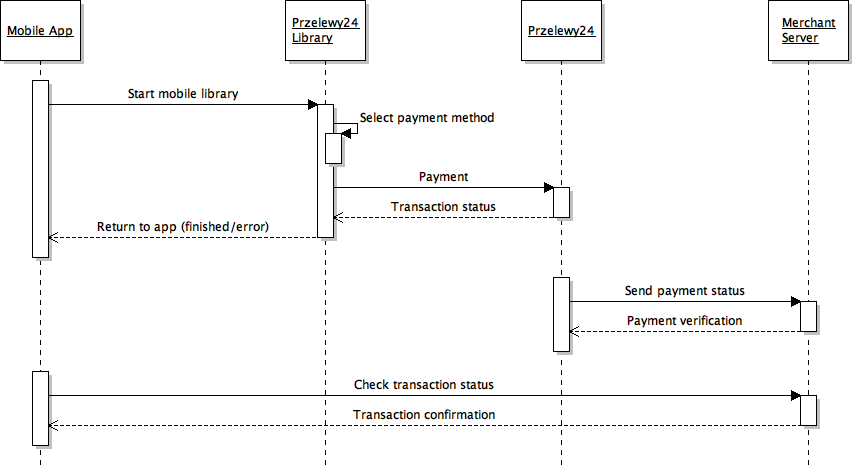 Mobile App
Przelewy24
Library
Przelewy24
Merchant
Server
Start mobile library
Select payment method
Payment
Transaction status
Return to app (finished/error)
Send payment status
Payment verification
Check transaction status
Transaction confirmation